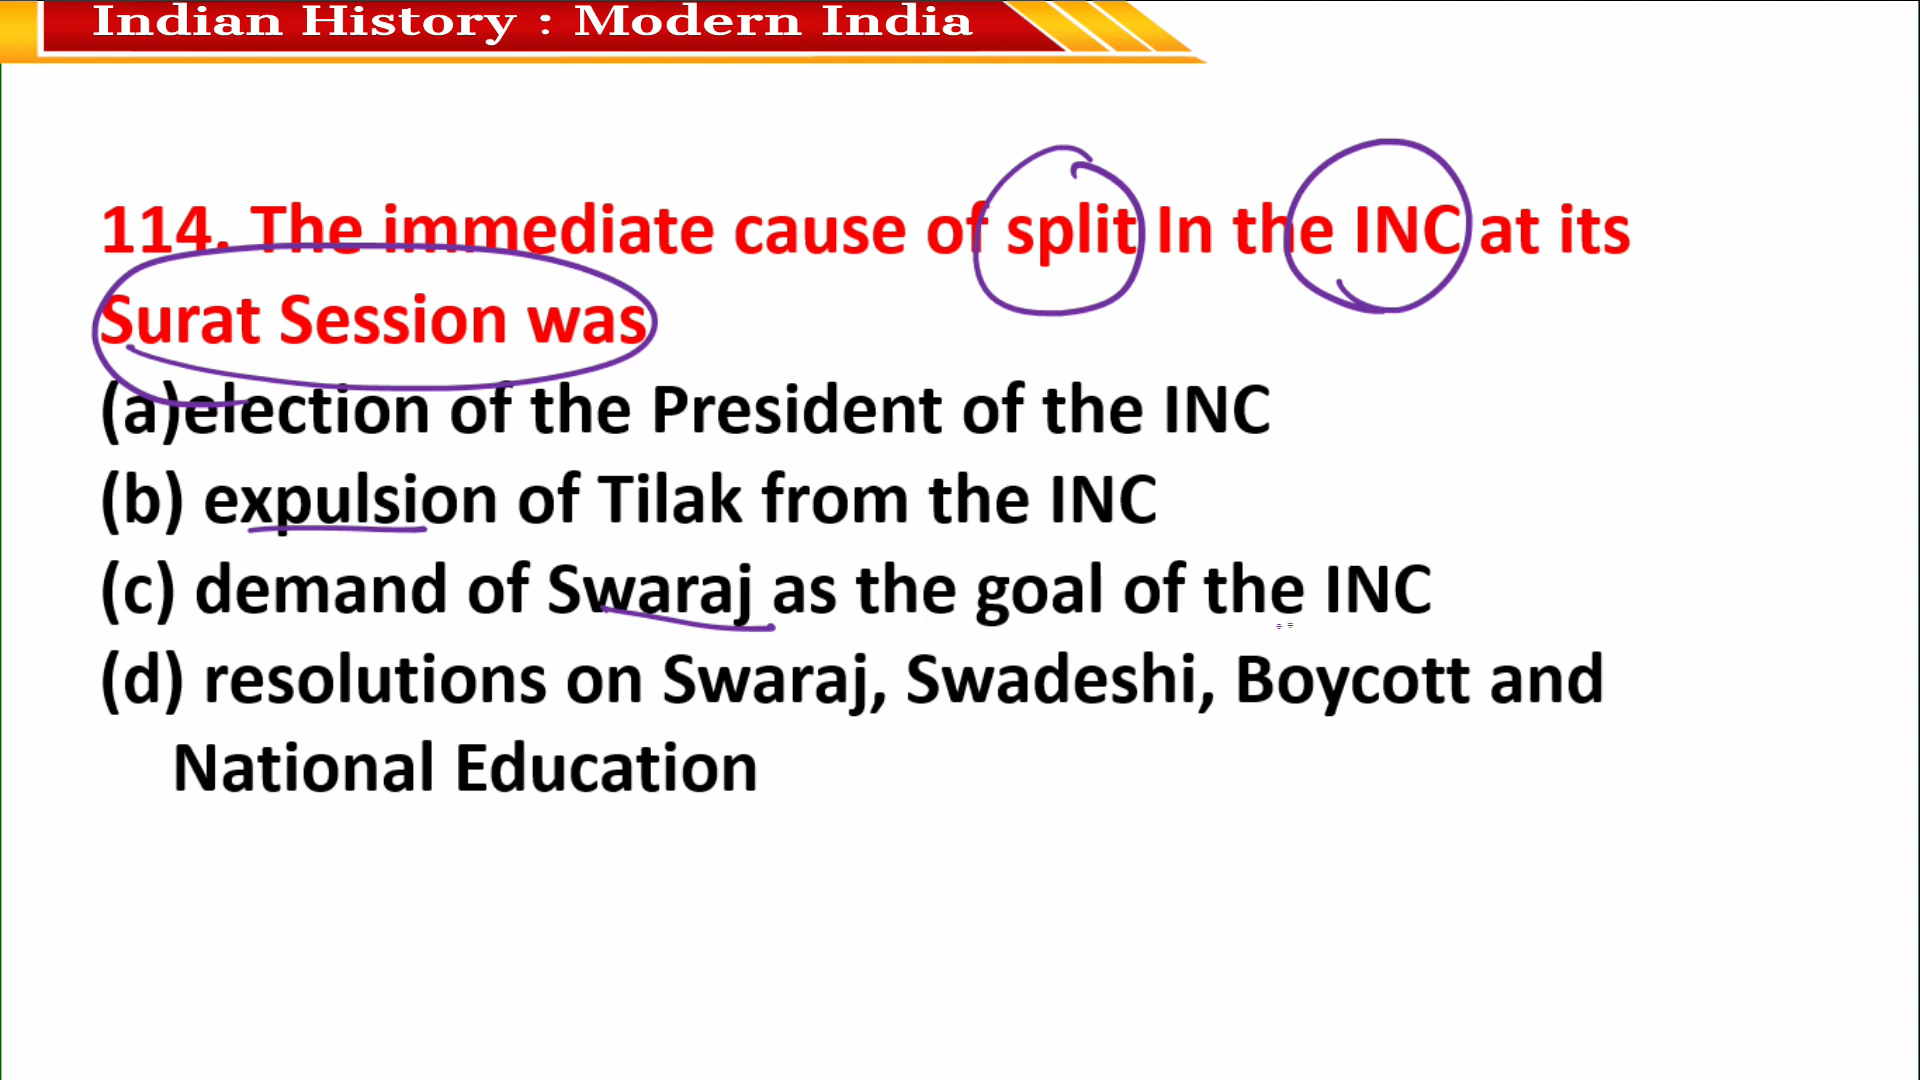 Indian History : Modern India
114. The immediate cause of split In the INC at its
Surat Session was
(a)election of the President of the INC
(b) expulsion of Tilak from the INC
(c) demand of Swaraj as the goal of the INC
(d) resolutions on Swaraj, Swadeshi, Boycott and
National Education